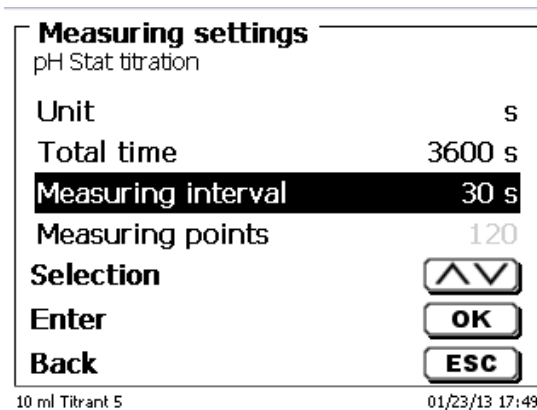 Measuring settings
pH Stat titration
Unit s
Total time 3600 s
Measuring interval 30 s
Measuring points 120
Selection
Enter OK
Back ESC
10 ml Titrant 5 01/23/13 17:49